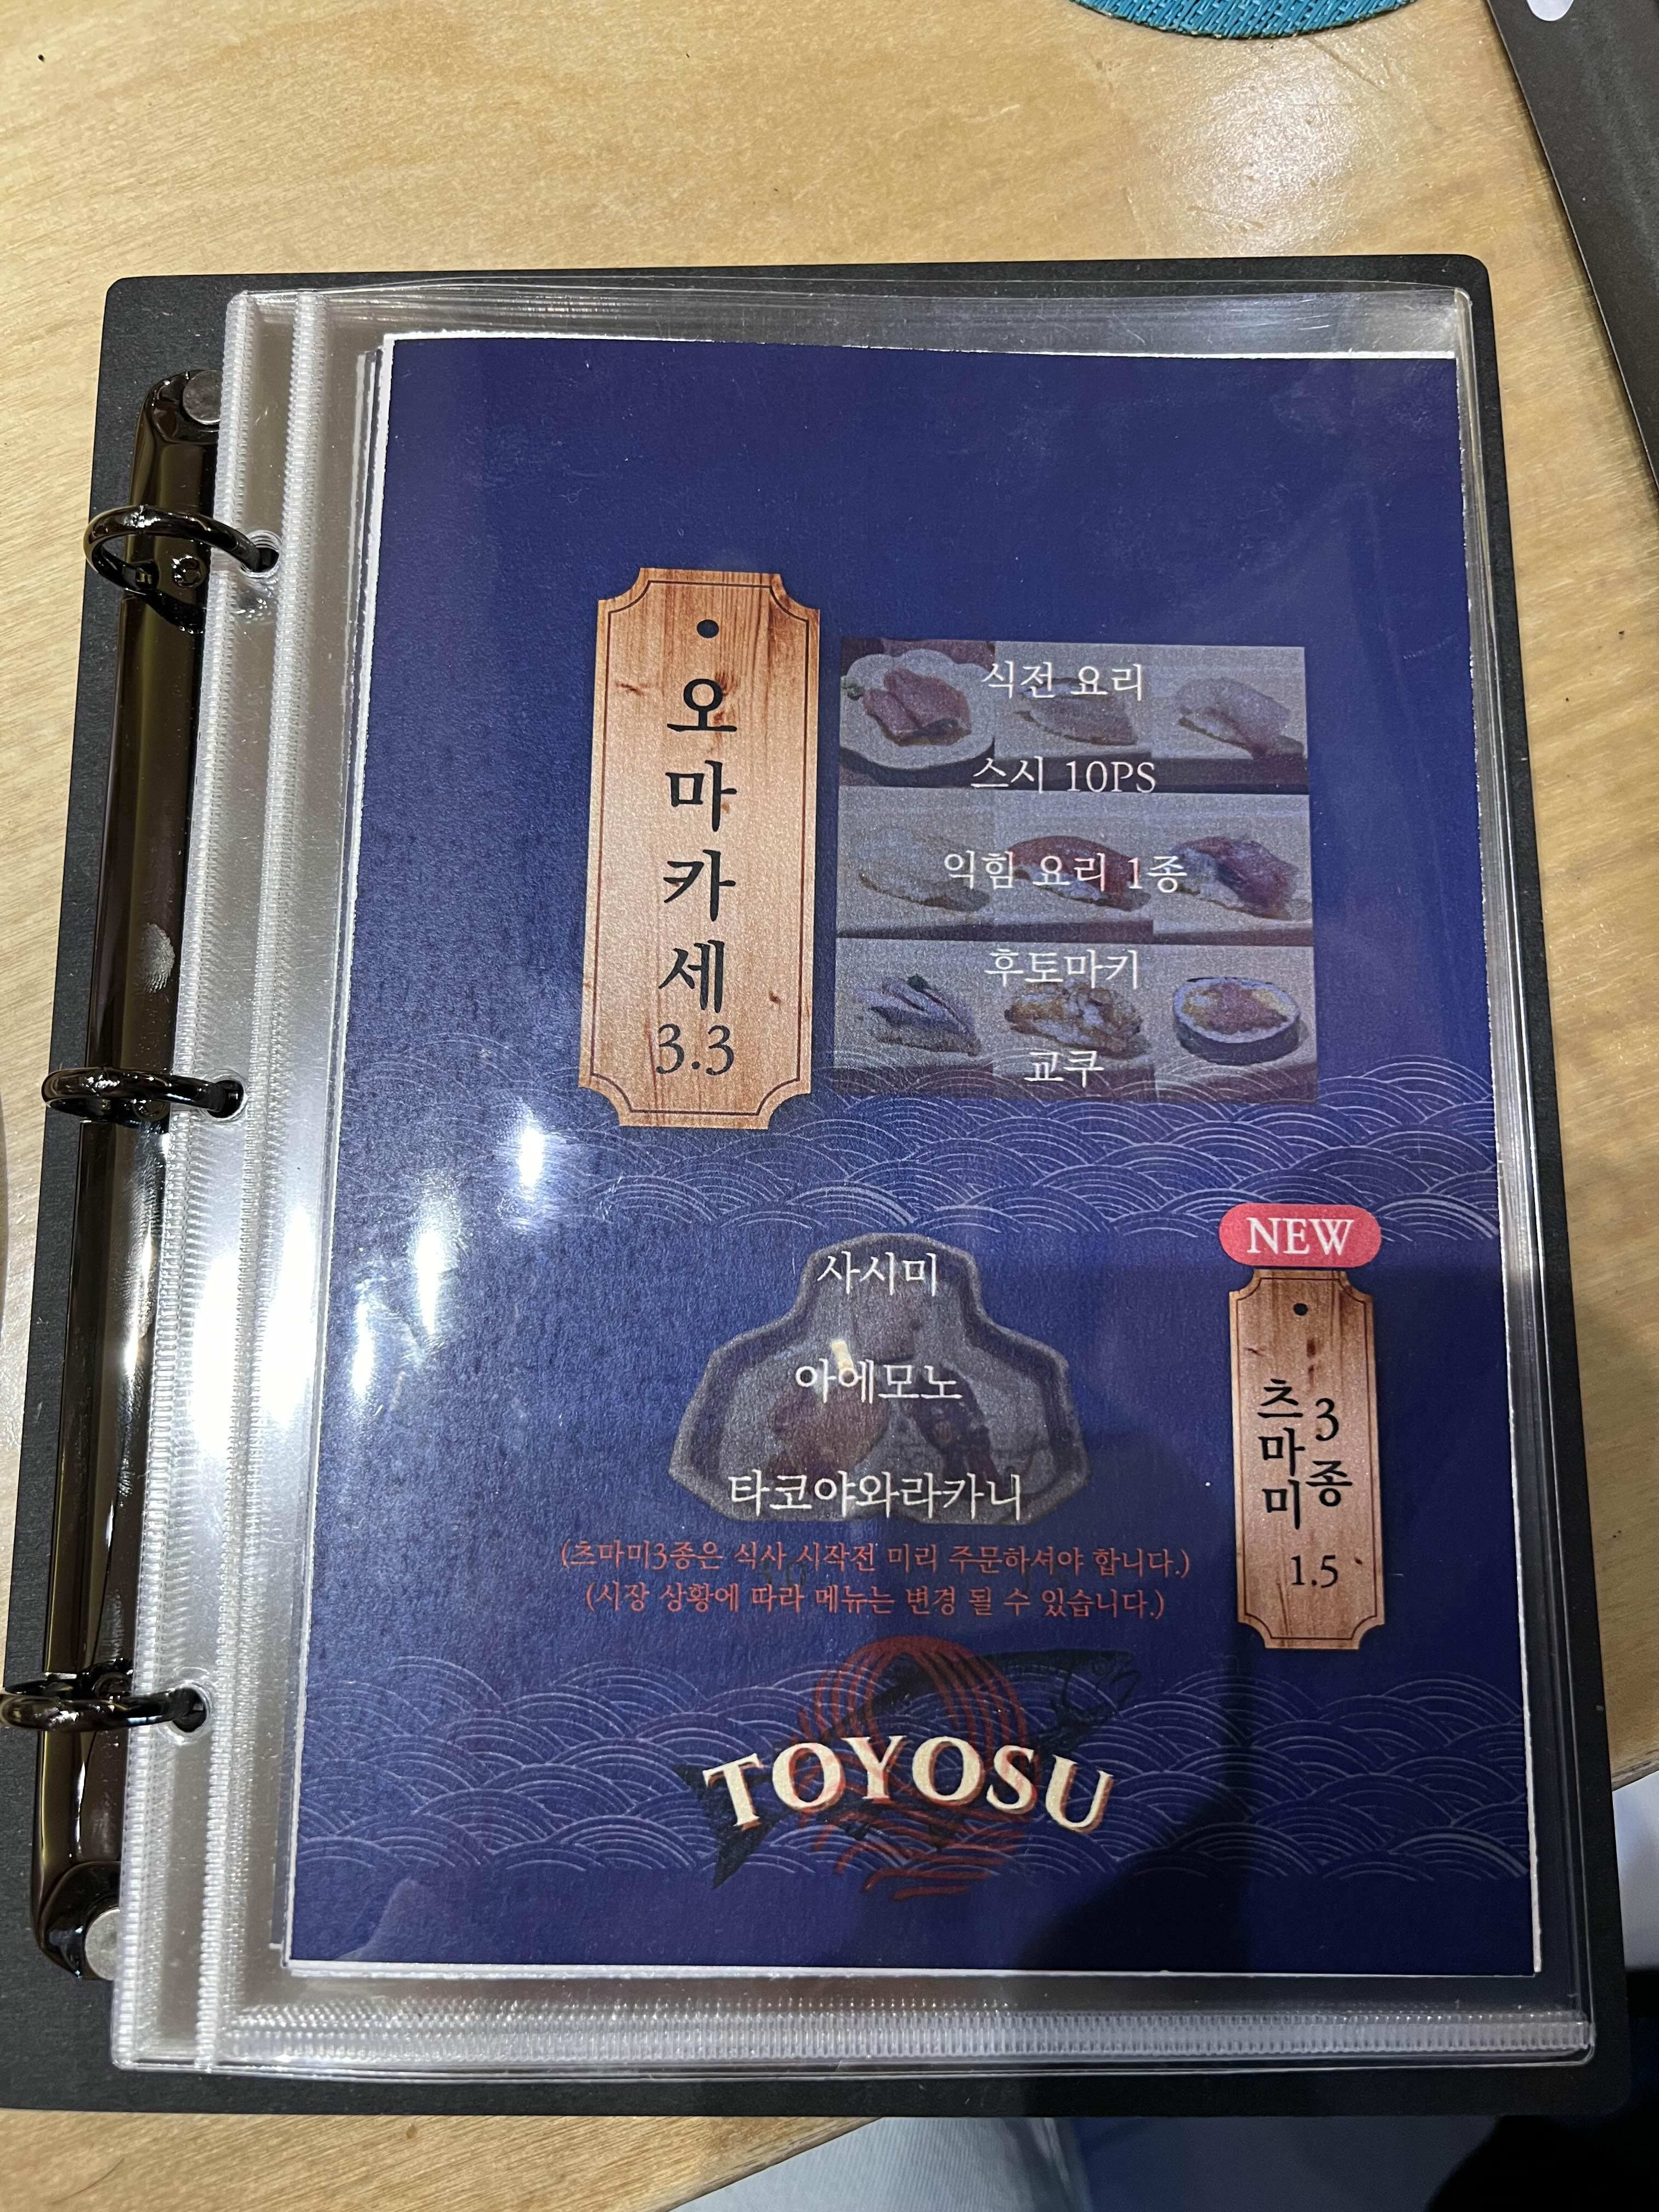 오마카세
3.3
식전 요리
스시 10PS
익힘 요리 1종
후토마키
교쿠
NEW
츠마미 3종
1.5
사시미
아에모노
타코야와라카니
(츠마미3종은 식사 시작전 미리 주문하셔야 합니다.)
(시장 상황에 따라 메뉴는 변경 될 수 있습니다.)
TOYOSU